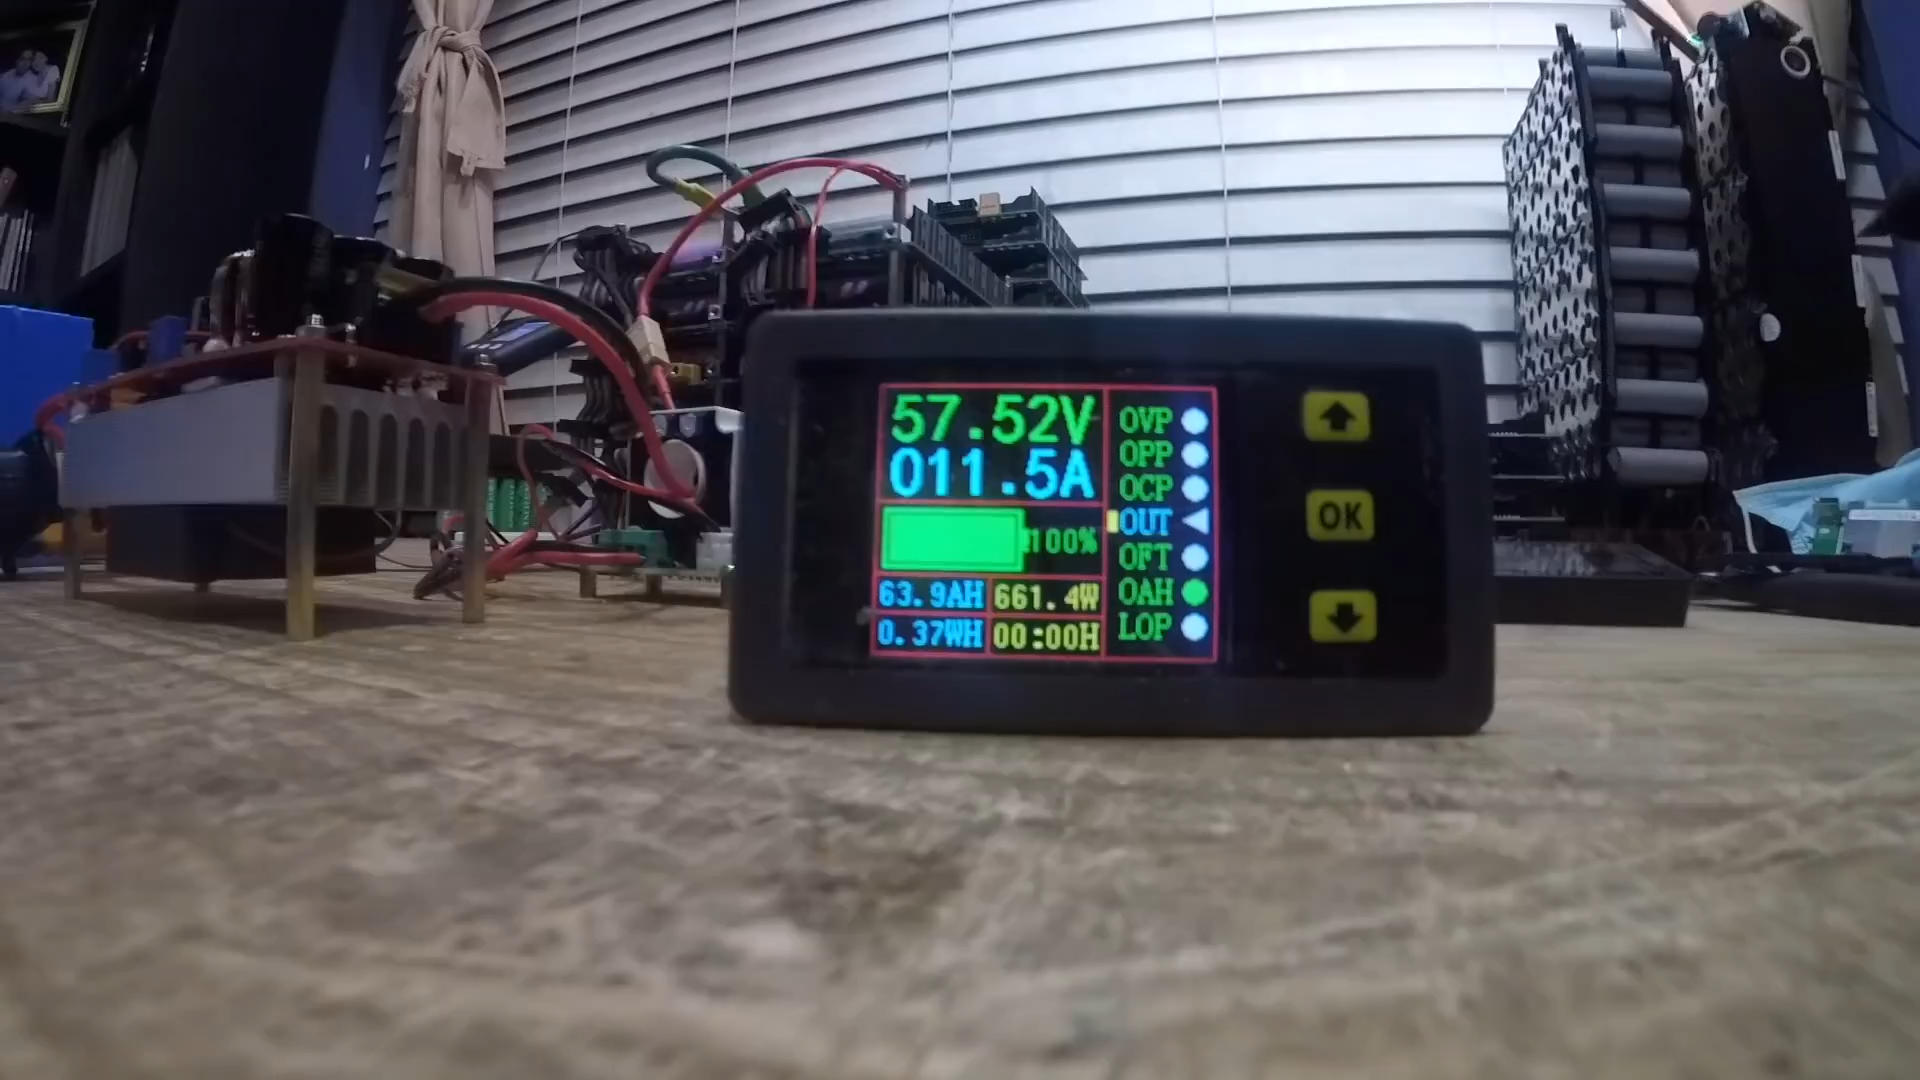 57.52V
011.5A
100%
63.9AH
661.4W
0.37WH
00:00H
OVP
OPP
OCP
OUT
OFT
OAH
LOP
OK